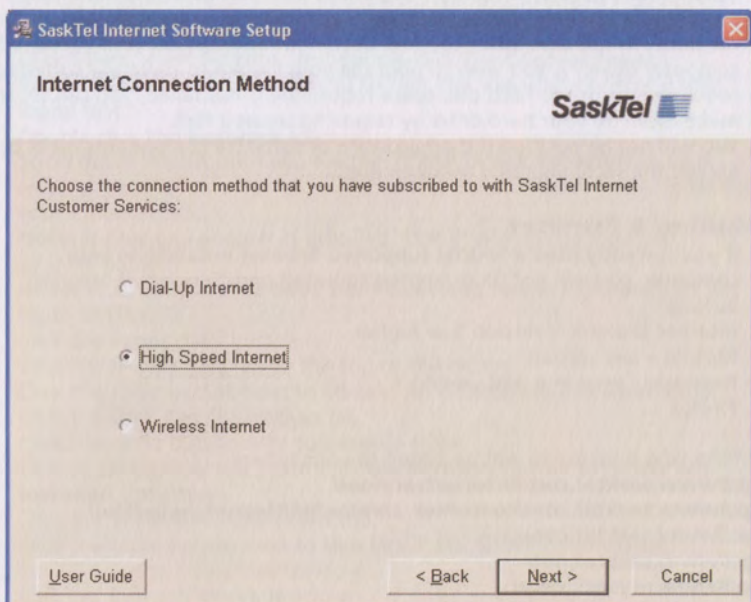 SaskTel Internet Software Setup
Internet Connection Method
SaskTel
Choose the connection method that you have subscribed to with SaskTel Internet
Customer Services:
Dial-Up Internet
High Speed Internet
Wireless Internet
User Guide
< Back
Next >
Cancel